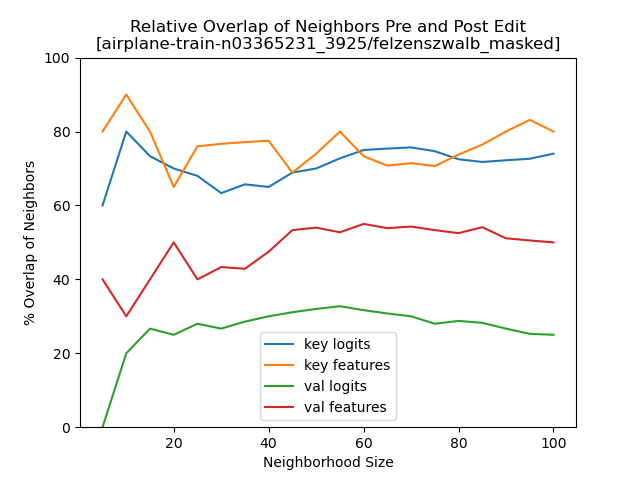 Relative Overlap of Neighbors Pre and Post Edit
[airplane-train-n03365231_3925/felzenszwalb_masked]
% Overlap of Neighbors
100
80
60
40
20
0
key logits
key features
val logits
val features
20 40 60 80 100
Neighborhood Size